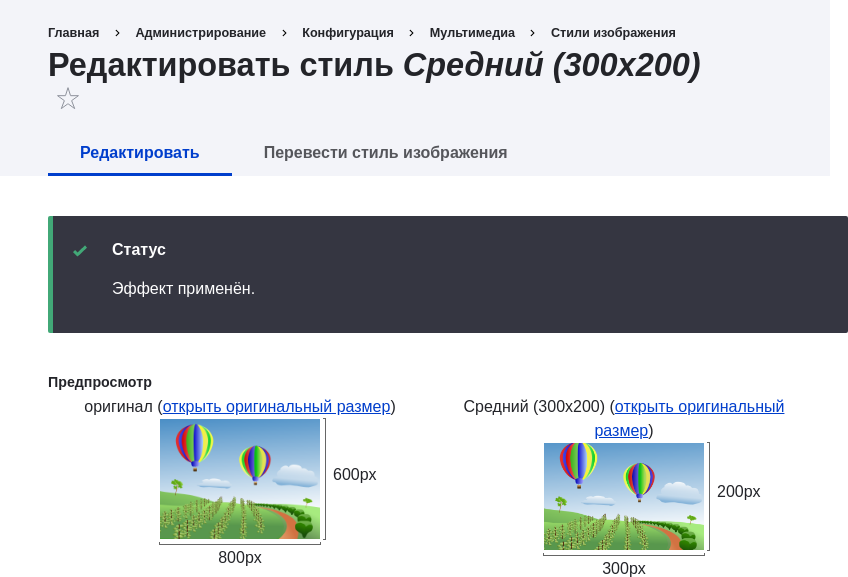 Главная › Администрирование › Конфигурация › Мультимедиа › Стили изображения
Редактировать стиль Средний (300x200)
Редактировать Перевести стиль изображения
Статус
Эффект применён.
Предпросмотр
оригинал (открыть оригинальный размер)
600px
800px
Средний (300x200) (открыть оригинальный
размер)
200px
300px